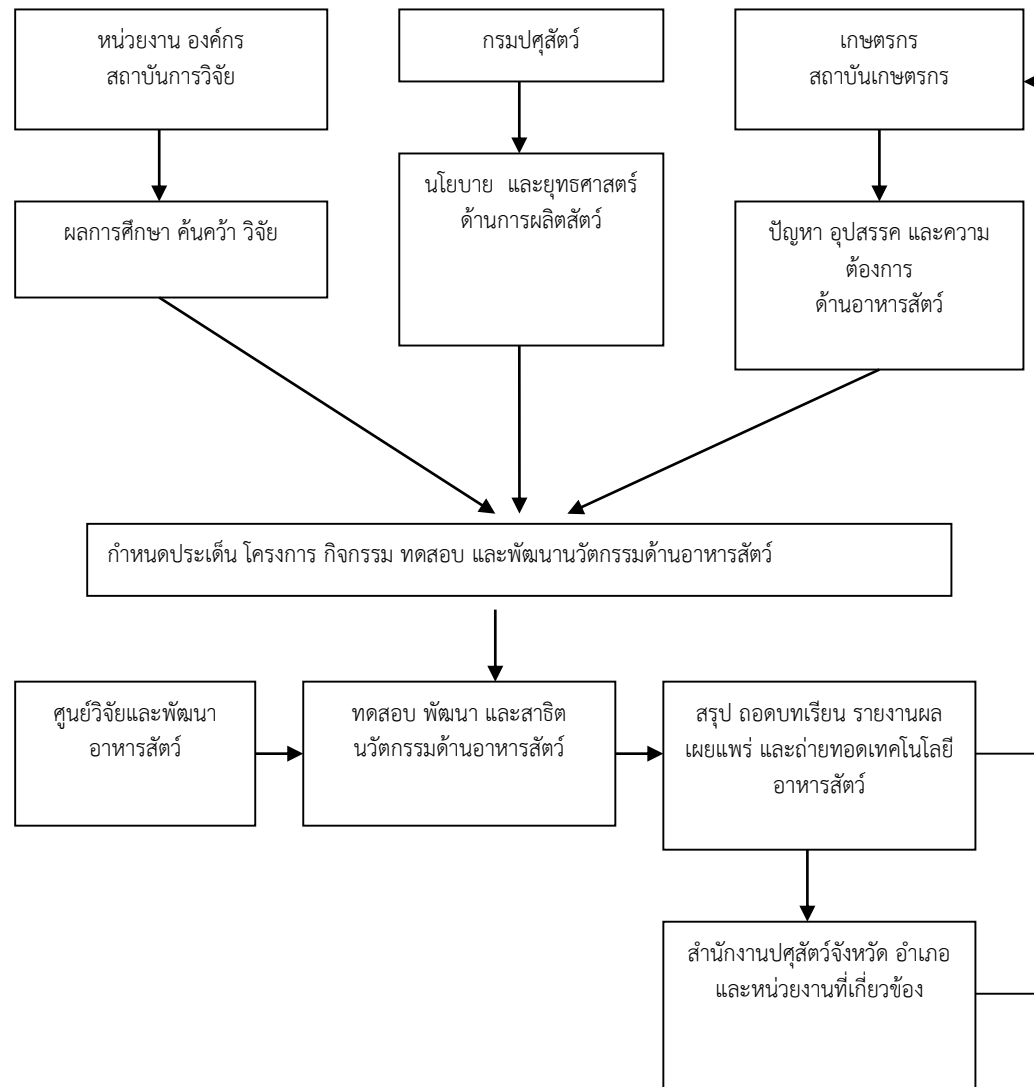 หน่วยงาน องค์กร
สถาบันการวิจัย
กรมปศุสัตว์
เกษตรกร
สถาบันเกษตรกร
ผลการศึกษา ค้นคว้า วิจัย
นโยบาย และยุทธศาสตร์
ด้านการผลิตสัตว์
ปัญหา อุปสรรค และความ
ต้องการ
ด้านอาหารสัตว์
กำหนดประเด็น โครงการ กิจกรรม ทดสอบ และพัฒนานวัตกรรมด้านอาหารสัตว์
ศูนย์วิจัยและพัฒนา
อาหารสัตว์
ทดสอบ พัฒนา และสาธิต
นวัตกรรมด้านอาหารสัตว์
สรุป ถอดบทเรียน รายงานผล
เผยแพร่ และถ่ายทอดเทคโนโลยี
อาหารสัตว์
สำนักงานปศุสัตว์จังหวัด อำเภอ
และหน่วยงานที่เกี่ยวข้อง